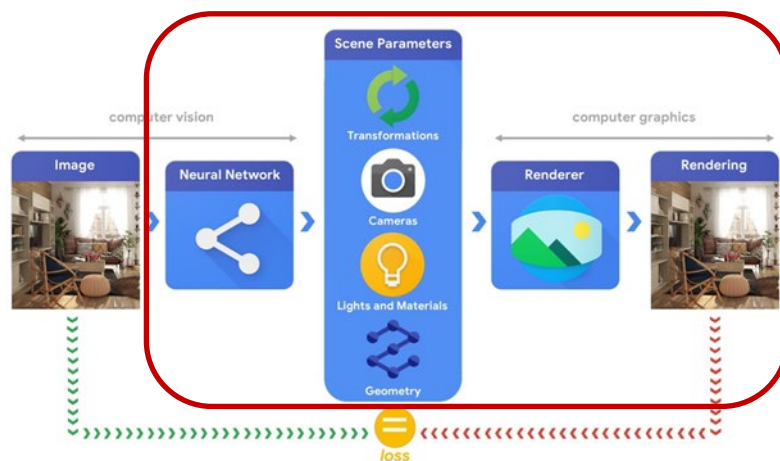 Scene Parameters
computer vision
computer graphics
Transformations
Image
Neural Network
Renderer
Rendering
Cameras
Lights and Materials
Geometry
loss